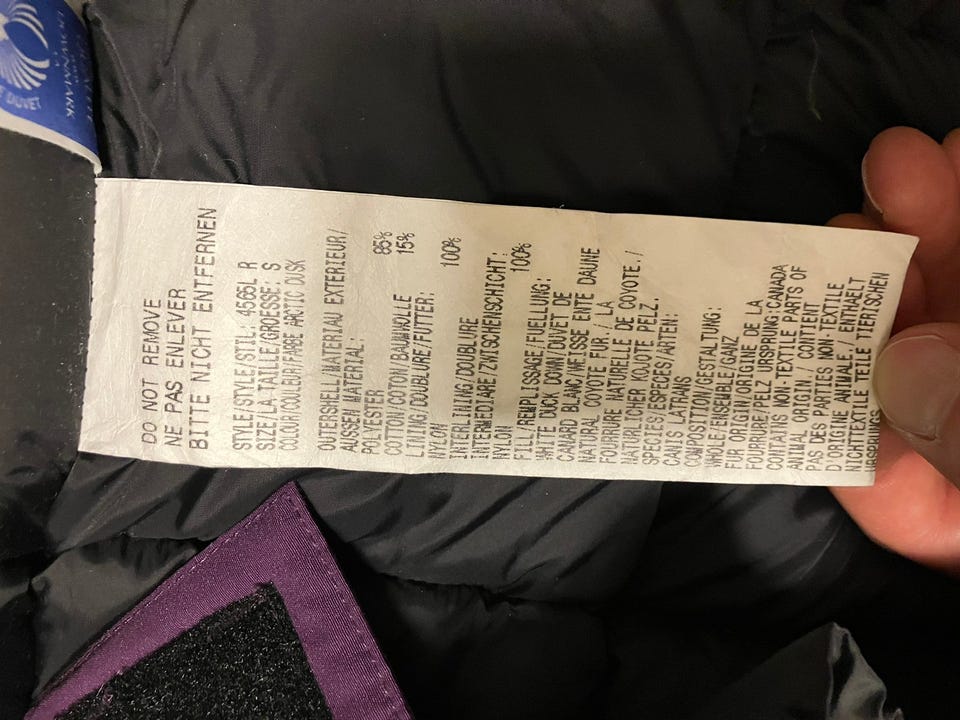 DOWNMARK
DUVET
DO NOT REMOVE
NE PAS ENLEVER
BITTE NICHT ENTFERNEN
STYLE/STYLE/STIL: 4565L R
SIZE/LA TAILLE/GROESSE: S
COLOUR/COULEUR/FARBE ARCTIC DUSK
OUTERSHELL/MATERIAU EXTERIEUR/
AUSSEN MATERIAL:
POLYESTER 85%
COTTON/COTON/BAUMWOLLE 15%
LINING/DOUBLURE/FUTTER:
NYLON 100%
INTERLINING/DOUBLURE
INTERMEDIARE/ZWISCHENSCHICHT:
NYLON 100%
FILL/REMPLISSAGE/FUELLUNG:
WHITE DUCK DOWN/DUVET DE
CANARD BLANC/WEISSE ENTE DAUNE
NATURAL COYOTE FUR / LA
FOURRURE NATURELLE DE COYOTE./
NATURLICHER KOJOTE PELZ.
SPECIES/ESPECES/ARTEN:
CANIS LATRANS
COMPOSITION/GESTALTUNG:
WHOLE/ENSEMBLE/GANZ
FUR ORIGIN/ORIGINE DE LA
FOURRURE/PELZ URSPRUNG:CANADA
CONTAINS NON-TEXTILE PARTS OF
ANIMAL ORIGIN / CONTIENT
PAS DES PARTIES NON-TEXTILE
D'ORIGINE ANIMALE./ ENTHAELT
NICHTTEXTILE TEILE TIERISCHEN